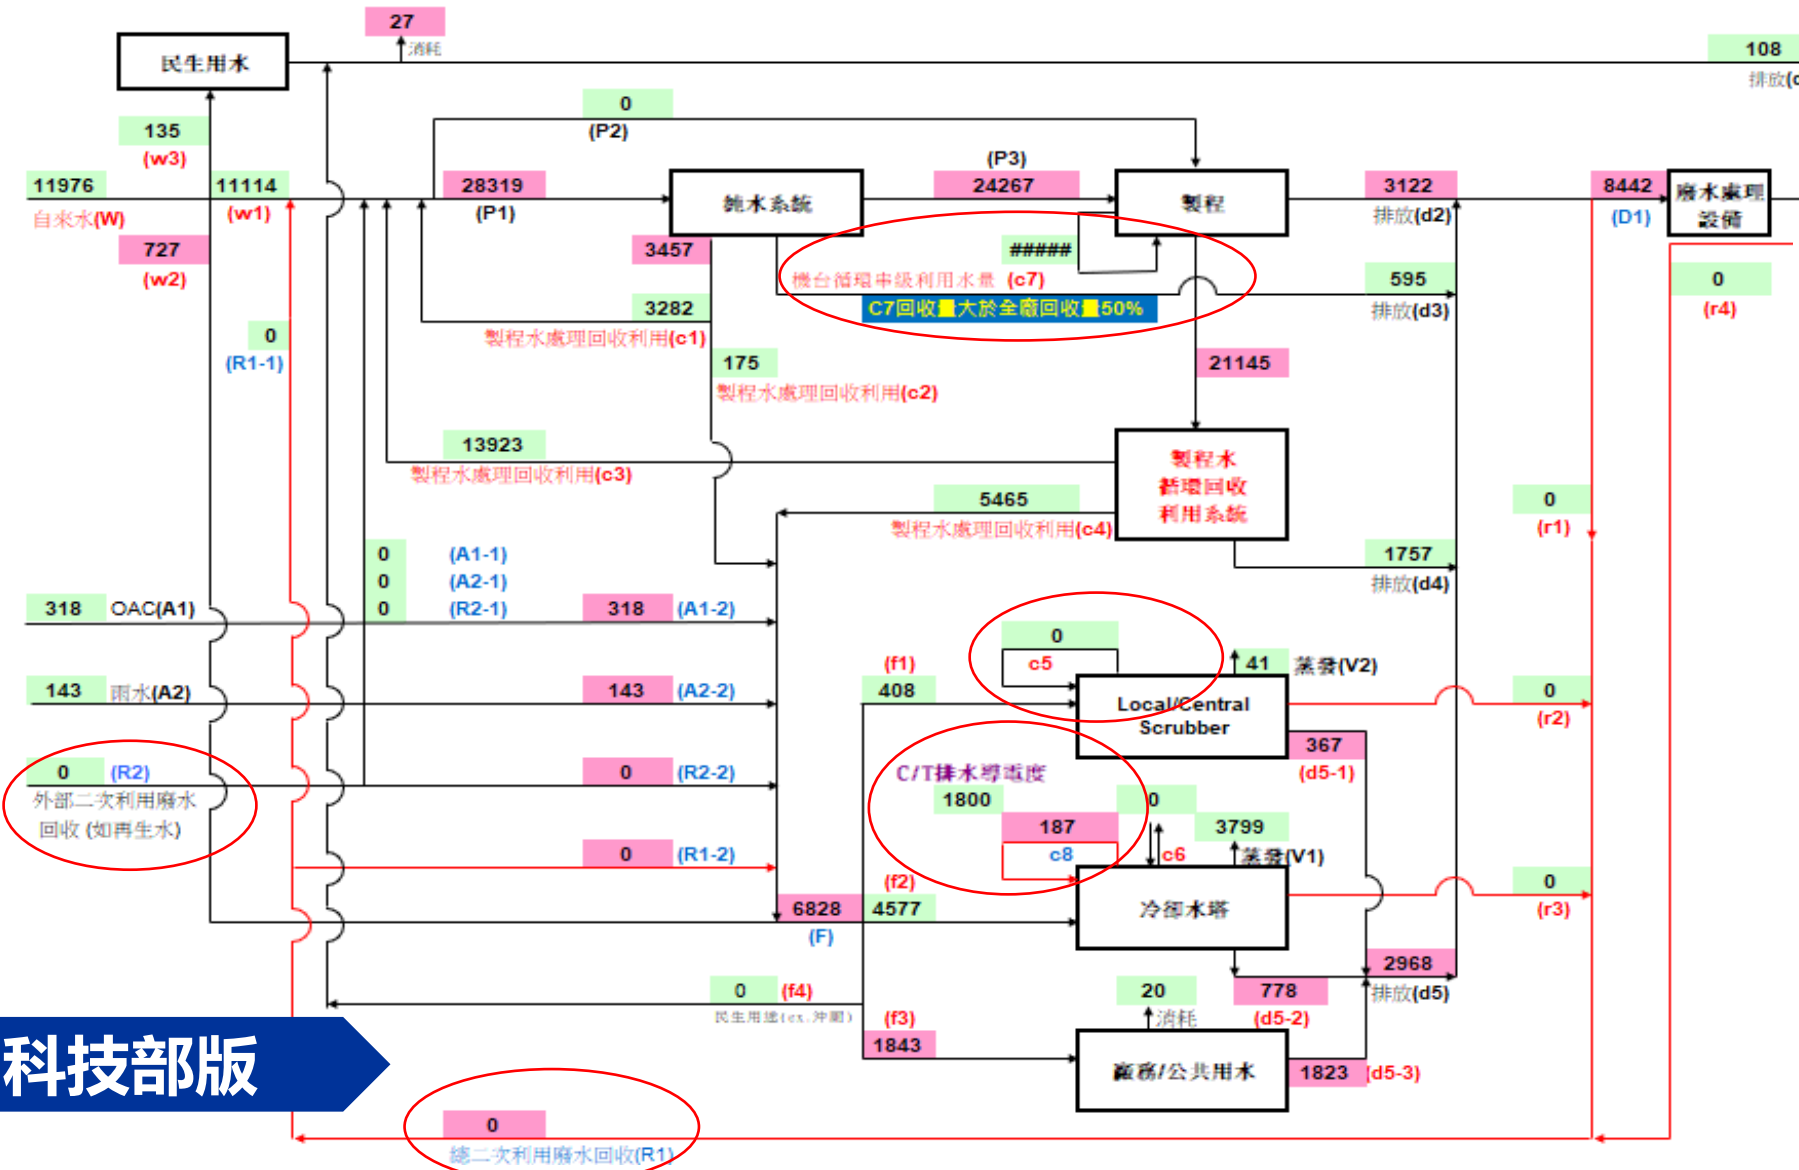 27
消耗
民生用水
108
排放(d
0
(P2)
135
(w3)
11976
自來水(W)
11114
(w1)
28319
(P1)
純水系統
(P3)
24267
製程
3122
排放(d2)
8442
(D1)
廢水處理
設備
727
(w2)
3457
#####
機台循環串級利用水量 (c7)
C7回收量大於全廠回收量50%
595
排放(d3)
0
(r4)
3282
製程水處理回收利用(c1)
0
(R1-1)
175
製程水處理回收利用(c2)
21145
13923
製程水處理回收利用(c3)
製程水
循環回收
利用系統
5465
製程水處理回收利用(c4)
0
(r1)
1757
排放(d4)
0 (A1-1)
0 (A2-1)
0 (R2-1)
318 OAC(A1)
318 (A1-2)
0
c5
41 蒸發(V2)
(f1)
408
Local/Central
Scrubber
0
(r2)
143 雨水(A2)
143 (A2-2)
367
(d5-1)
0 (R2)
外部二次利用廢水
回收 (如再生水)
0 (R2-2)
C/T排水導電度
1800
0
187
c8
c6
3799
蒸發(V1)
0 (R1-2)
(f2)
6828
(F)
4577
冷卻水塔
0
(r3)
2968
排放(d5)
0 (f4)
民生用途(ex.沖廁)
20
消耗
778
(d5-2)
(f3)
1843
廠務/公共用水
1823 (d5-3)
科技部版
0
總二次利用廢水回收(R1)